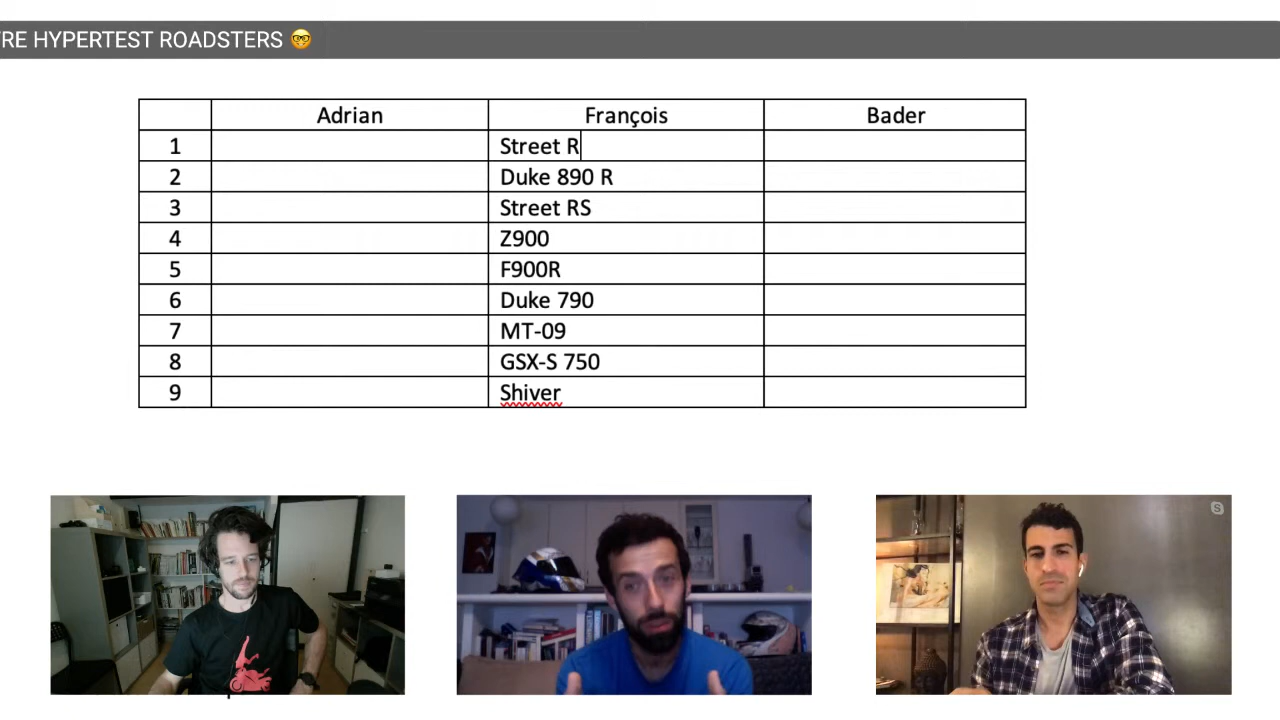 RE HYPERTEST ROADSTERS 🤓
Adrian François Bader
1 Street R
2 Duke 890 R
3 Street RS
4 Z900
5 F900R
6 Duke 790
7 MT-09
8 GSX-S 750
9 Shiver